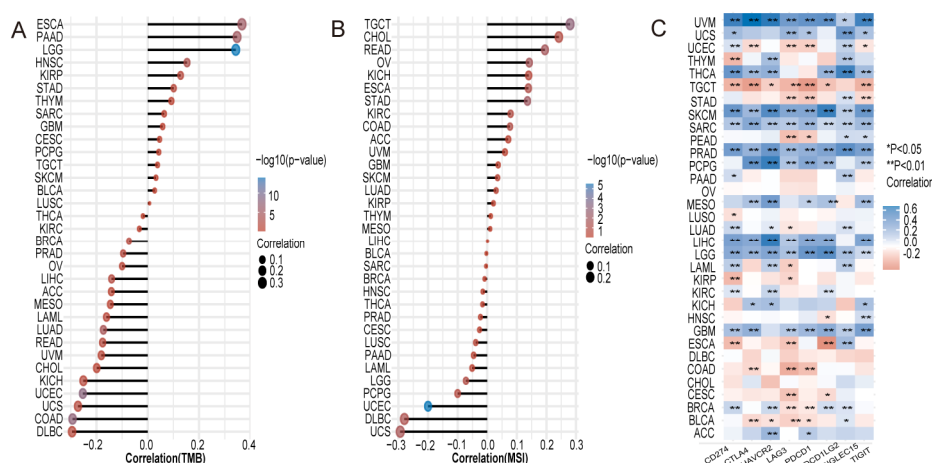 A
ESCA
PAAD
LGG
HNSC
KIRP
STAD
THYM
SARC
GBM
CESC
PCPG
TGCT
SKCM
BLCA
LUSC
THCA
KIRC
BRCA
PRAD
OV
LIHC
ACC
MESO
LAML
LUAD
READ
UVM
CHOL
KICH
UCEC
UCS
COAD
DLBC
−0.2
0.0
0.2
0.4
Correlation(TMB)
−log10(p−value)
10
5
Correlation
0.1
0.2
0.3
B
TGCT
CHOL
READ
OV
KICH
ESCA
STAD
KIRC
COAD
ACC
UVM
GBM
SKCM
LUAD
KIRP
THYM
MESO
LIHC
BLCA
SARC
BRCA
HNSC
THCA
PRAD
CESC
LUSC
PAAD
LAML
LGG
PCPG
UCEC
DLBC
UCS
−0.3
−0.2
−0.1
0.0
0.1
0.2
0.3
Correlation(MSI)
−log10(p−value)
5
4
3
2
1
Correlation
0.1
0.2
C
UVM
UCS
UCEC
THYM
THCA
TGCT
STAD
SKCM
SARC
PEAD
PRAD
PCPG
PAAD
OV
MESO
LUSO
LUAD
LIHC
LGG
LAML
KIRP
KIRC
KICH
HNSC
GBM
ESCA
DLBC
COAD
CHOL
CESC
BRCA
BLCA
ACC
CD274
CTLA4
HAVCR2
LAG3
PDCD1
PDCD1LG2
SIGLEC15
TIGIT
*P<0.05
**P<0.01
Correlation
0.6
0.4
0.2
0.0
-0.2